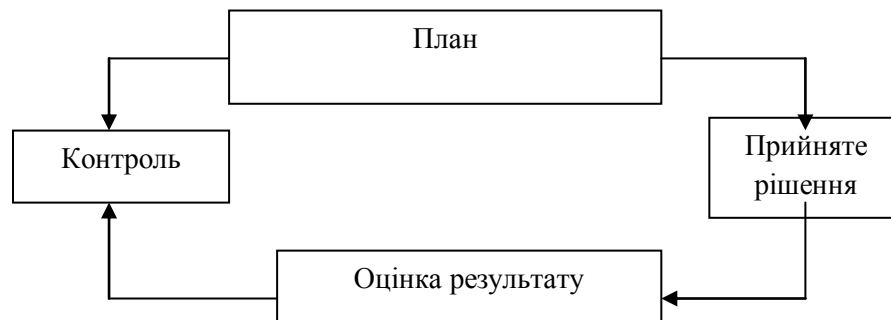 План
Контроль
Прийняте
рішення
Оцінка результату